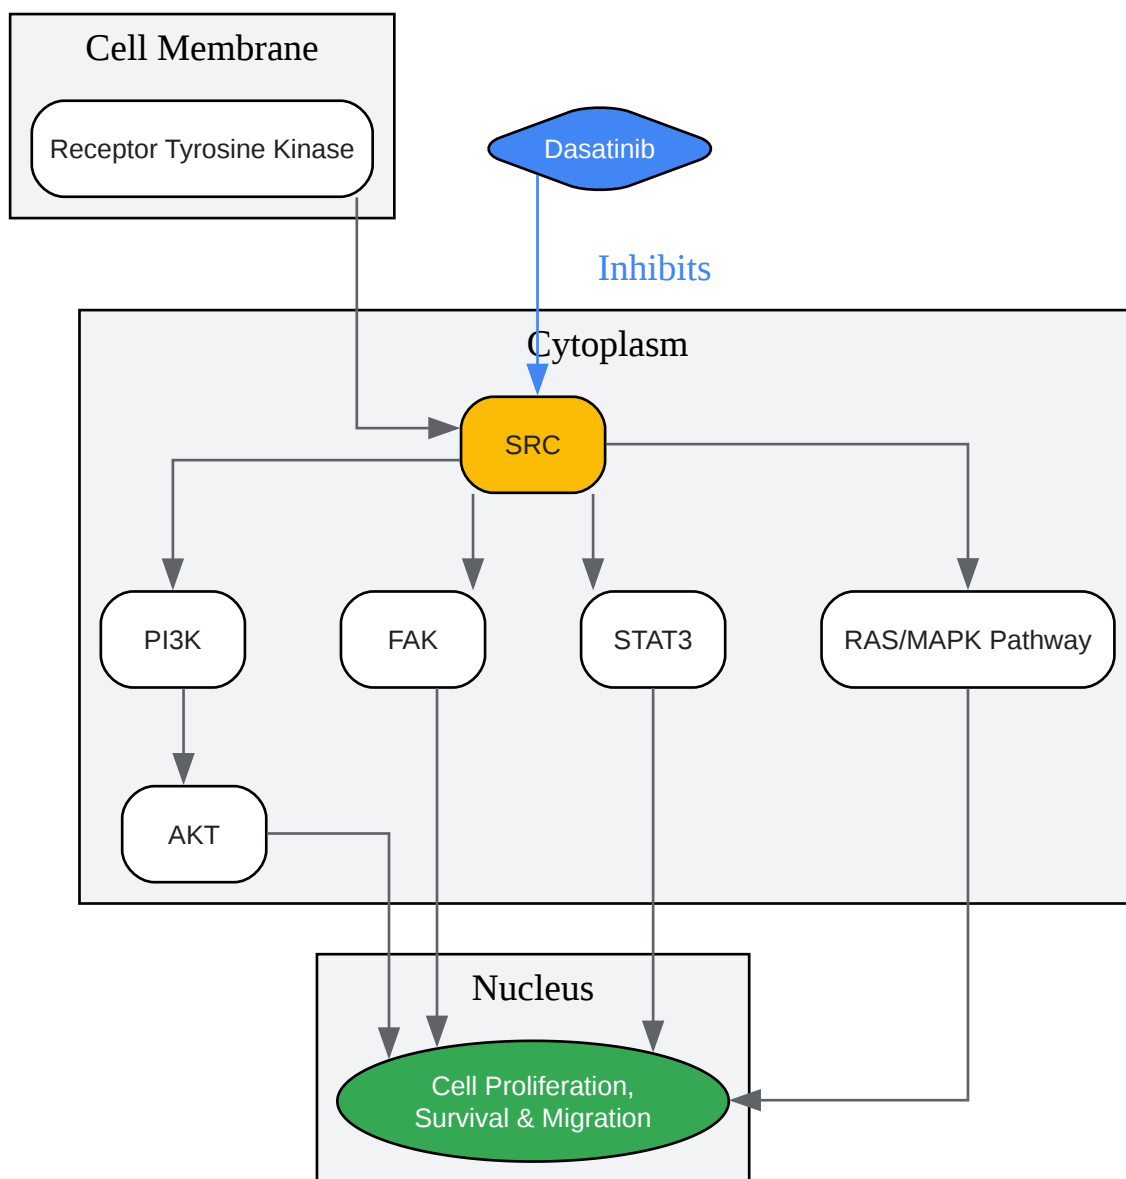 Cell Membrane
Receptor Tyrosine Kinase
Dasatinib
Inhibits
Cytoplasm
SRC
PI3K
FAK
STAT3
RAS/MAPK Pathway
AKT
Nucleus
Cell Proliferation,
Survival & Migration